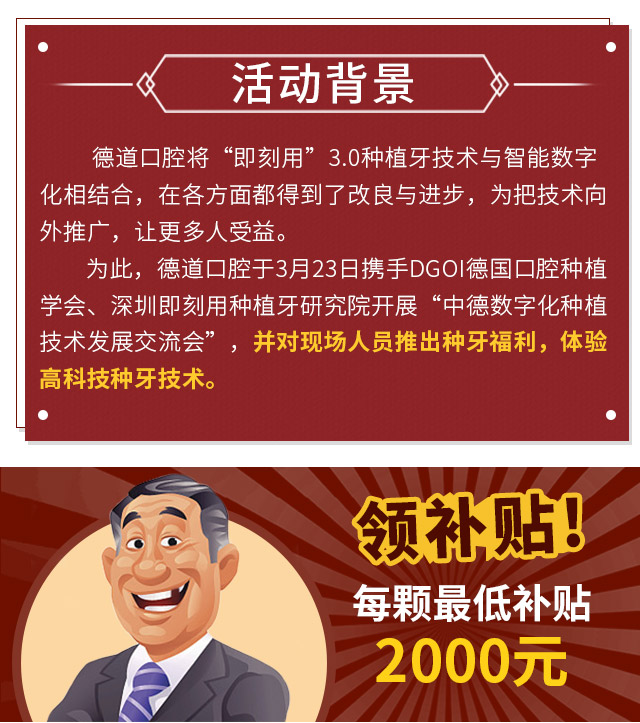 活动背景
德道口腔将“即刻用”3.0种植牙技术与智能数字
化相结合，在各方面都得到了改良与进步，为把技术向
外推广，让更多人受益。
为此，德道口腔于3月23日携手DGOI德国口腔种植
学会、深圳即刻用种植牙研究院开展“中德数字化种植
技术发展交流会”，并对现场人员推出种牙福利，体验
高科技种牙技术。
领补贴!
每颗最低补贴
2000元